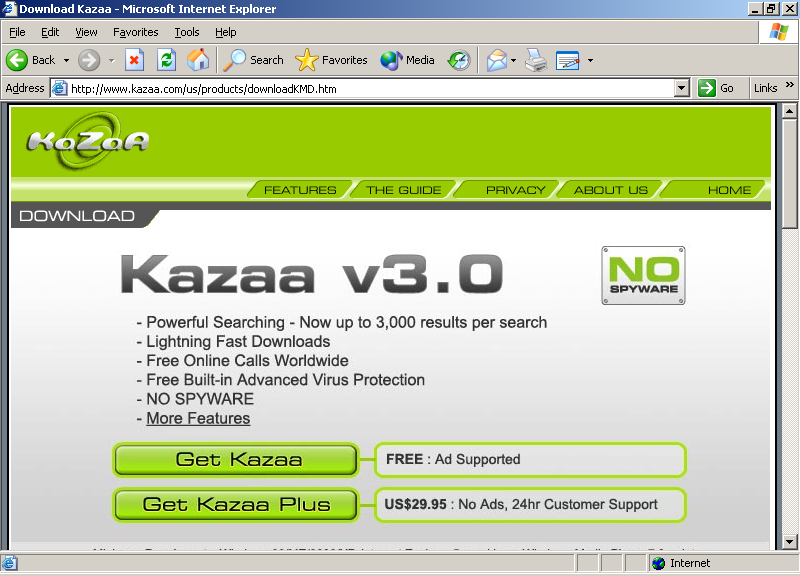 Download Kazaa - Microsoft Internet Explorer
File Edit View Favorites Tools Help
Back Search Favorites Media
Address http://www.kazaa.com/us/products/downloadKMD.htm Go Links »
KaZaA
FEATURES THE GUIDE PRIVACY ABOUT US HOME
DOWNLOAD
Kazaa v3.0
NO
SPYWARE
- Powerful Searching - Now up to 3,000 results per search
- Lightning Fast Downloads
- Free Online Calls Worldwide
- Free Built-in Advanced Virus Protection
- NO SPYWARE
- More Features
Get Kazaa FREE : Ad Supported
Get Kazaa Plus US$29.95 : No Ads, 24hr Customer Support
Internet